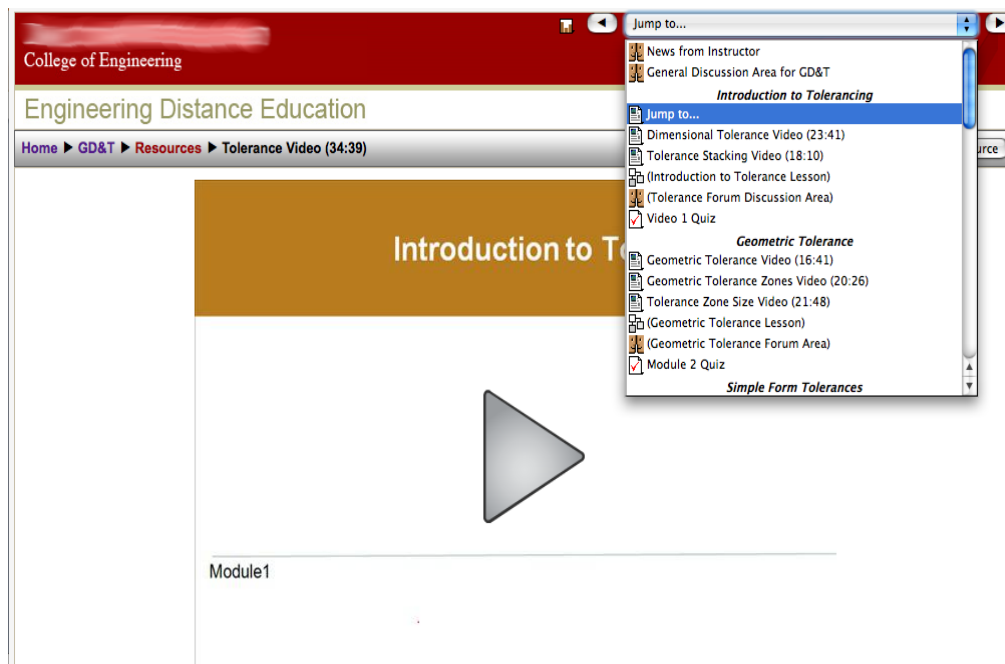 Jump to...
College of Engineering
Engineering Distance Education
Home ▶ GD&T ▶ Resources ▶ Tolerance Video (34:39)
urce
News from Instructor
General Discussion Area for GD&T
Introduction to Tolerancing
Jump to...
Dimensional Tolerance Video (23:41)
Tolerance Stacking Video (18:10)
(Introduction to Tolerance Lesson)
(Tolerance Forum Discussion Area)
Video 1 Quiz
Geometric Tolerance
Geometric Tolerance Video (16:41)
Geometric Tolerance Zones Video (20:26)
Tolerance Zone Size Video (21:48)
(Geometric Tolerance Lesson)
(Geometric Tolerance Forum Area)
Module 2 Quiz
Simple Form Tolerances
Introduction to T
Module1